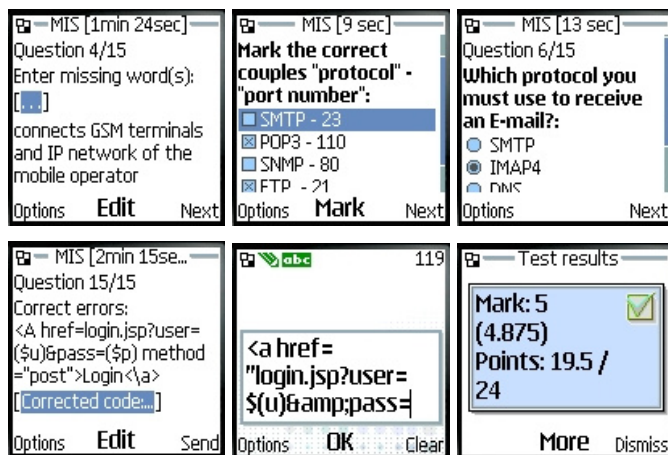 MIS [1min 24sec]
Question 4/15
Enter missing word(s):
[...]
connects GSM terminals
and IP network of the
mobile operator
Options Edit Next
MIS [9 sec]
Mark the correct
couples "protocol" -
"port number":
SMTP - 23
POP3 - 110
SNMP - 80
FTP - 21
Options Mark Next
MIS [13 sec]
Question 6/15
Which protocol you
must use to receive
an E-mail?:
SMTP
IMAP4
DNS
Options Next
MIS [2min 15se...
Question 15/15
Correct errors:
<A href=login.jsp?user=
($u)&pass=($p) method
="post">Login<\a>
[Corrected code:...]
Options Edit Send
abc 119
<a href=
"login.jsp?user=
$(u)&amp;pass=
Options OK Clear
Test results
Mark: 5
(4.875)
Points: 19.5 /
24
More Dismiss